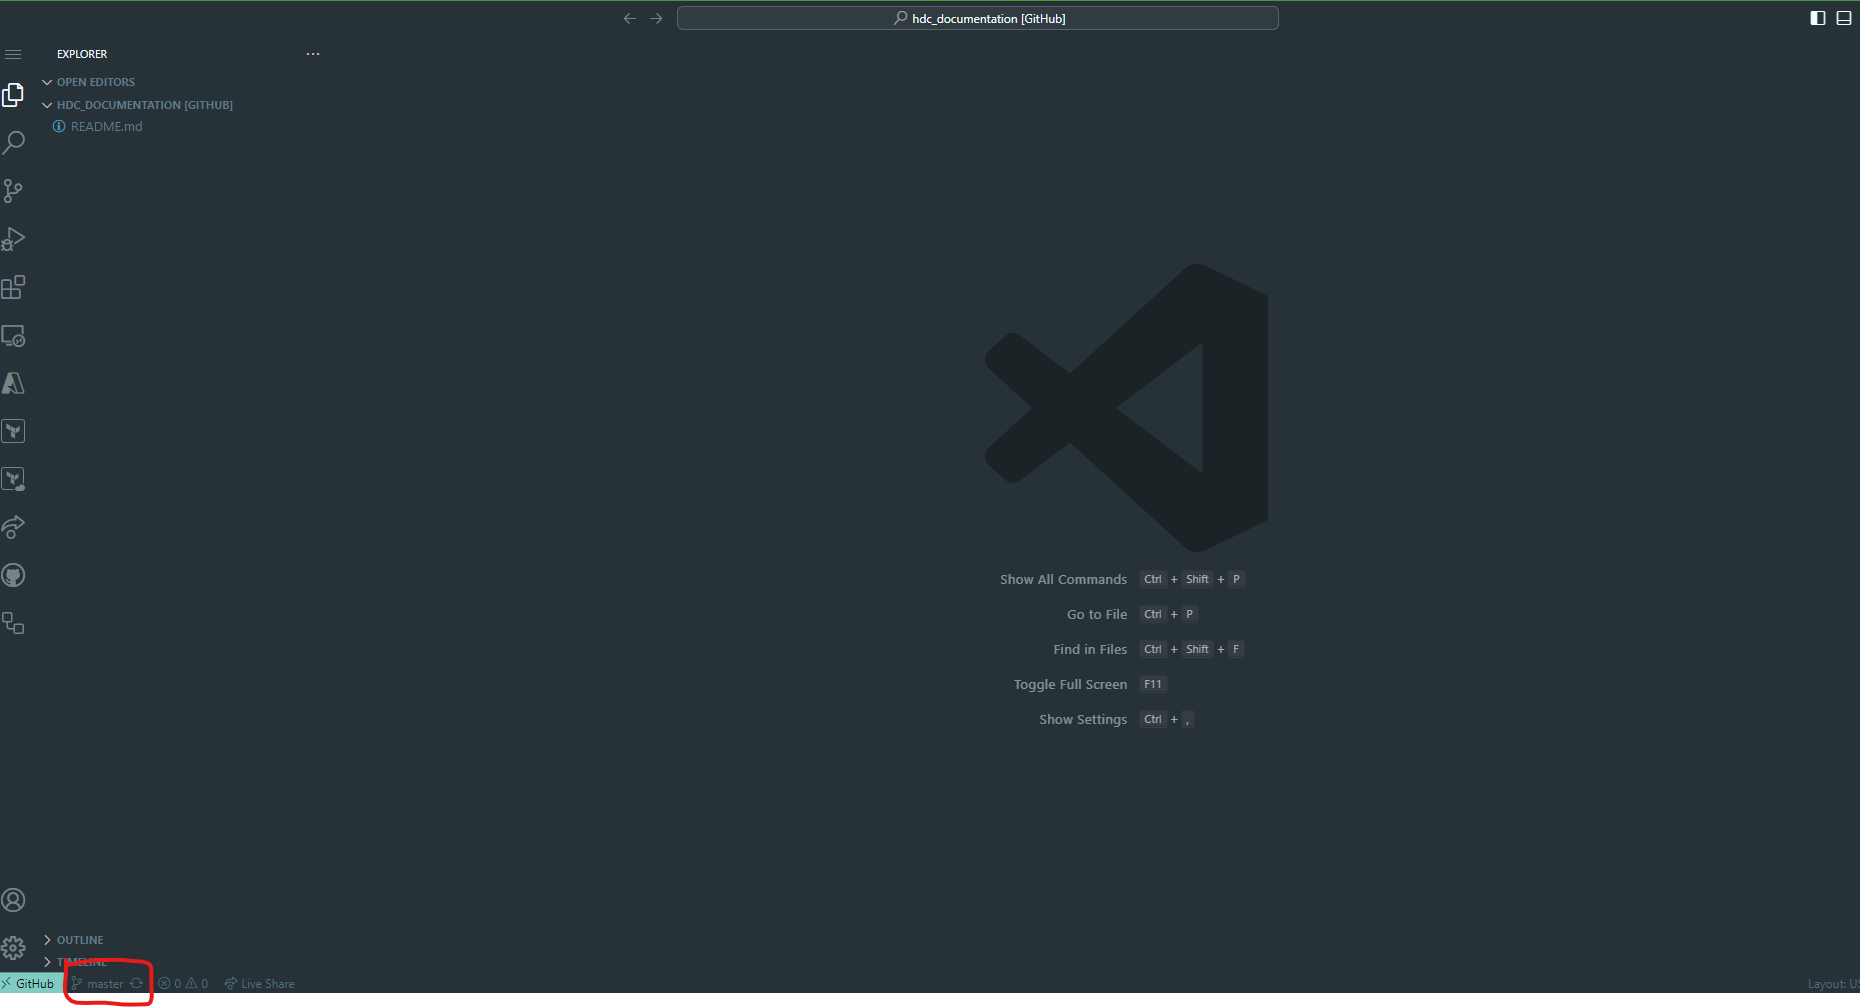 hdc_documentation [GitHub]
EXPLORER
OPEN EDITORS
HDC_DOCUMENTATION [GITHUB]
README.md
Show All Commands Ctrl + Shift + P
Go to File Ctrl + P
Find in Files Ctrl + Shift + F
Toggle Full Screen F11
Show Settings Ctrl + ,
OUTLINE
TIMELINE
GitHub master 0 0 Live Share Layout: US